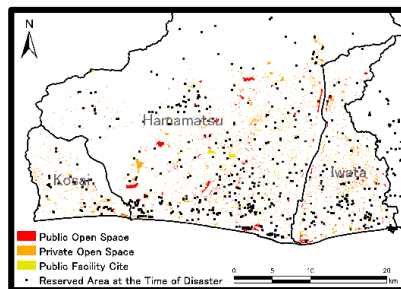 N
Hamamatsu
Kosai
Iwata
Public Open Space
Private Open Space
Public Facility Cite
Reserved Area at the Time of Disaster
0 5 10 20
km